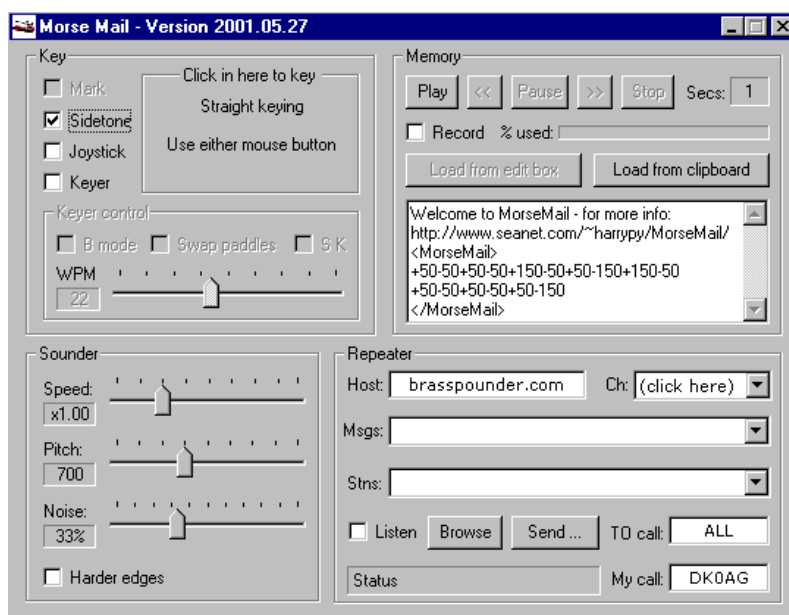 Morse Mail - Version 2001.05.27
Key
Mark
Sidetone
Joystick
Keyer
Click in here to key
Straight keying
Use either mouse button
Keyer control
B mode Swap paddles S K
WPM
22
Memory
Play << Pause >> Stop Secs: 1
Record % used:
Load from edit box Load from clipboard
Welcome to MorseMail - for more info:
http://www.seanet.com/~harrypy/MorseMail/
<MorseMail>
+50-50+50-50+150-50+50-150+150-50
+50-50+50-50+50-150
</MorseMail>
Sounder
Speed:
x1.00
Pitch:
700
Noise:
33%
Harder edges
Repeater
Host: brasspounder.com Ch: (click here)
Msgs:
Stns:
Listen Browse Send ... TO call: ALL
Status My call: DK0AG